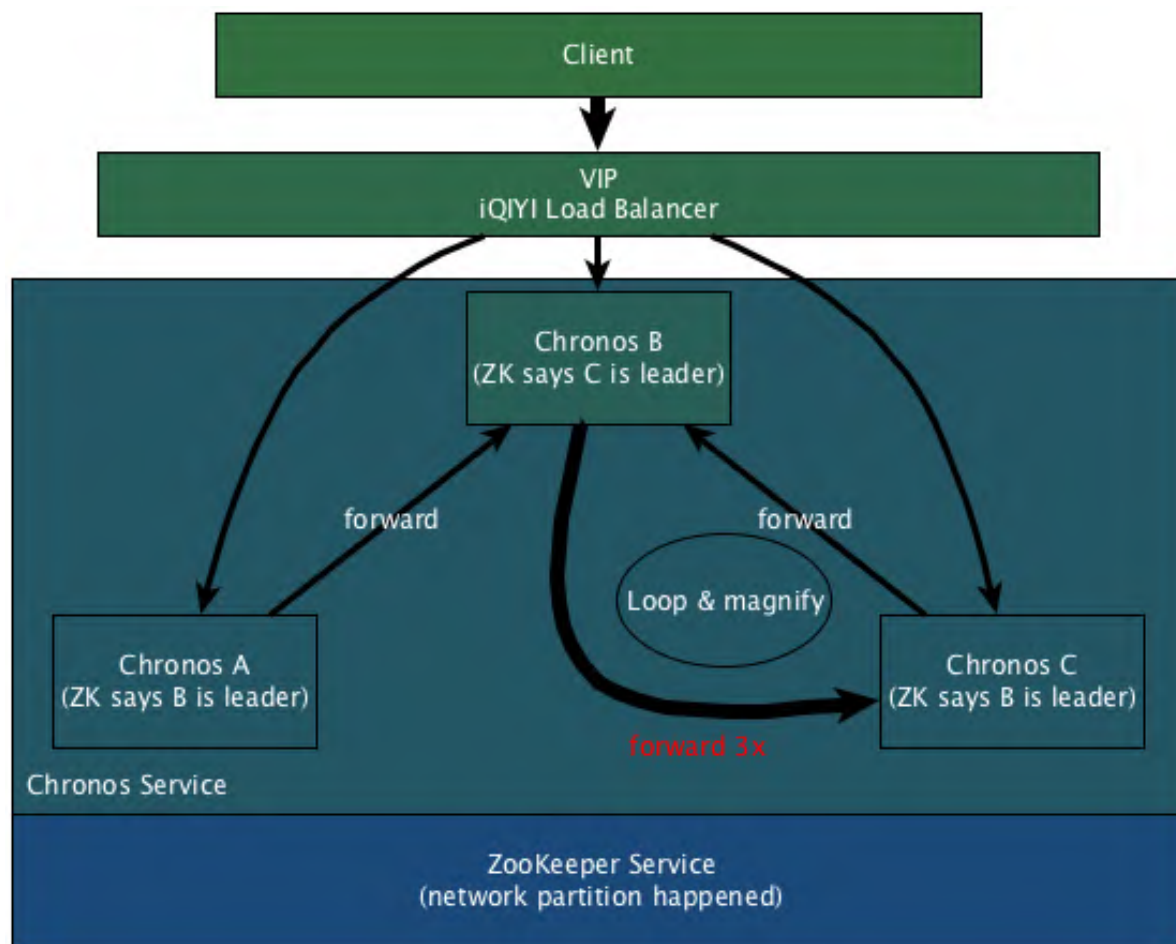 Client
VIP
iQIYI Load Balancer
Chronos B
(ZK says C is leader)
forward
forward
Loop & magnify
Chronos A
(ZK says B is leader)
Chronos C
(ZK says B is leader)
forward 3x
Chronos Service
ZooKeeper Service
(network partition happened)